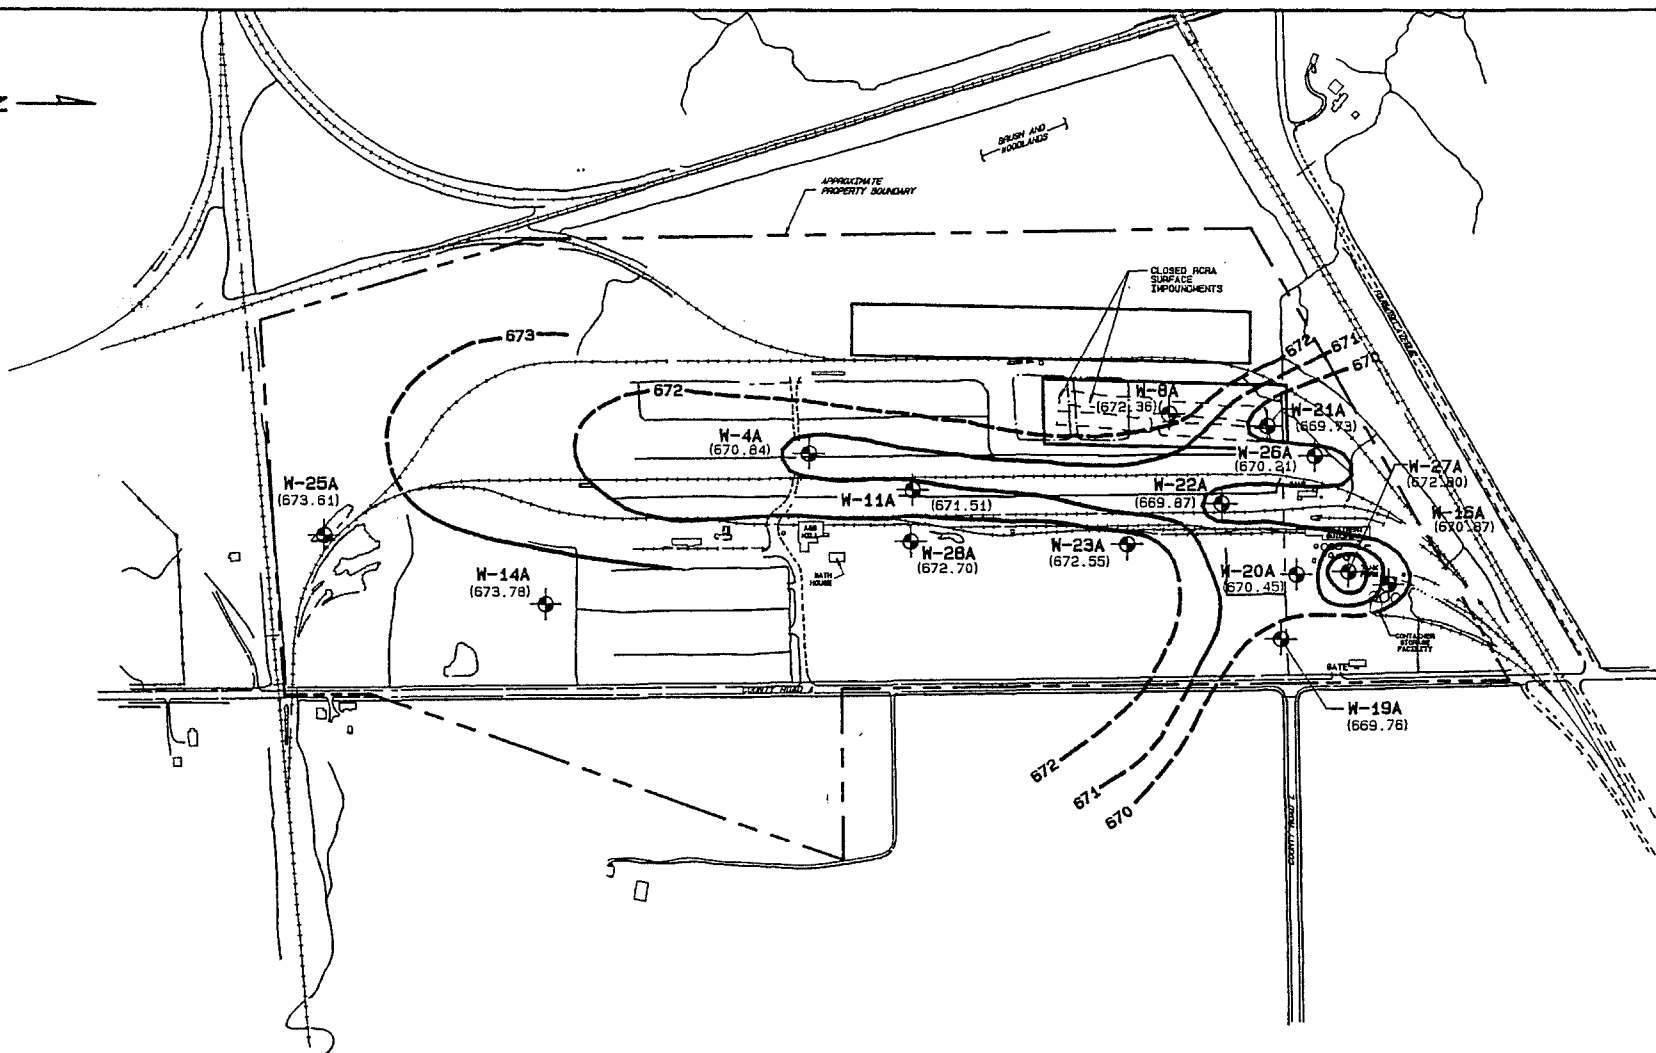 N
BRUSH AND
WOODLANDS
APPROXIMATE
PROPERTY BOUNDARY
CLOSED RCRA
SURFACE
IMPOUNDMENTS
673
672
671
670
672
W-8A
(672.36)
W-21A
(669.73)
W-4A
(670.84)
W-26A
(670.21)
W-27A
(672.80)
W-25A
(673.61)
W-11A
(671.51)
W-22A
(669.87)
W-16A
(670.87)
W-28A
(672.70)
W-23A
(672.55)
W-14A
(673.78)
BATH
HOUSE
W-20A
(670.45)
CONTAINER
STORAGE
FACILITY
GATE
COUNTY ROAD
W-19A
(669.76)
672
671
670
COUNTY ROAD